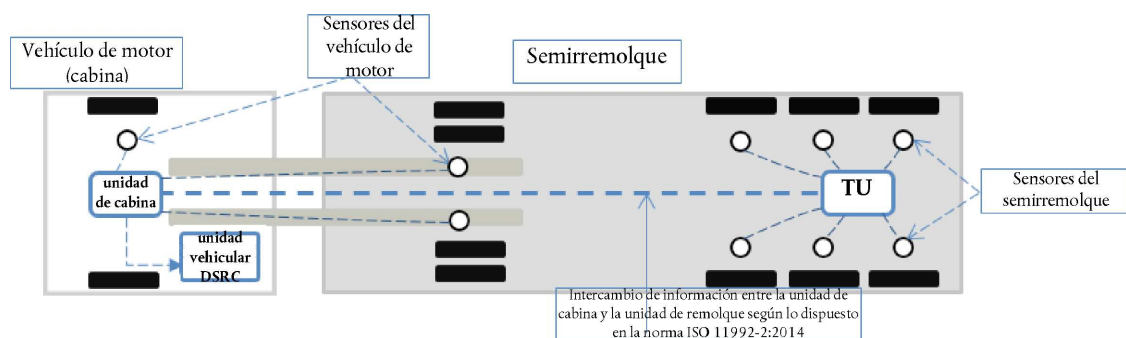 Vehículo de motor
(cabina)
Sensores del
vehículo de
motor
Semirremolque
unidad
de cabina
unidad
vehicular
DSRC
TU
Sensores del
semirremolque
Intercambio de información entre la unidad de
cabina y la unidad de remolque según lo dispuesto
en la norma ISO 11992-2:2014